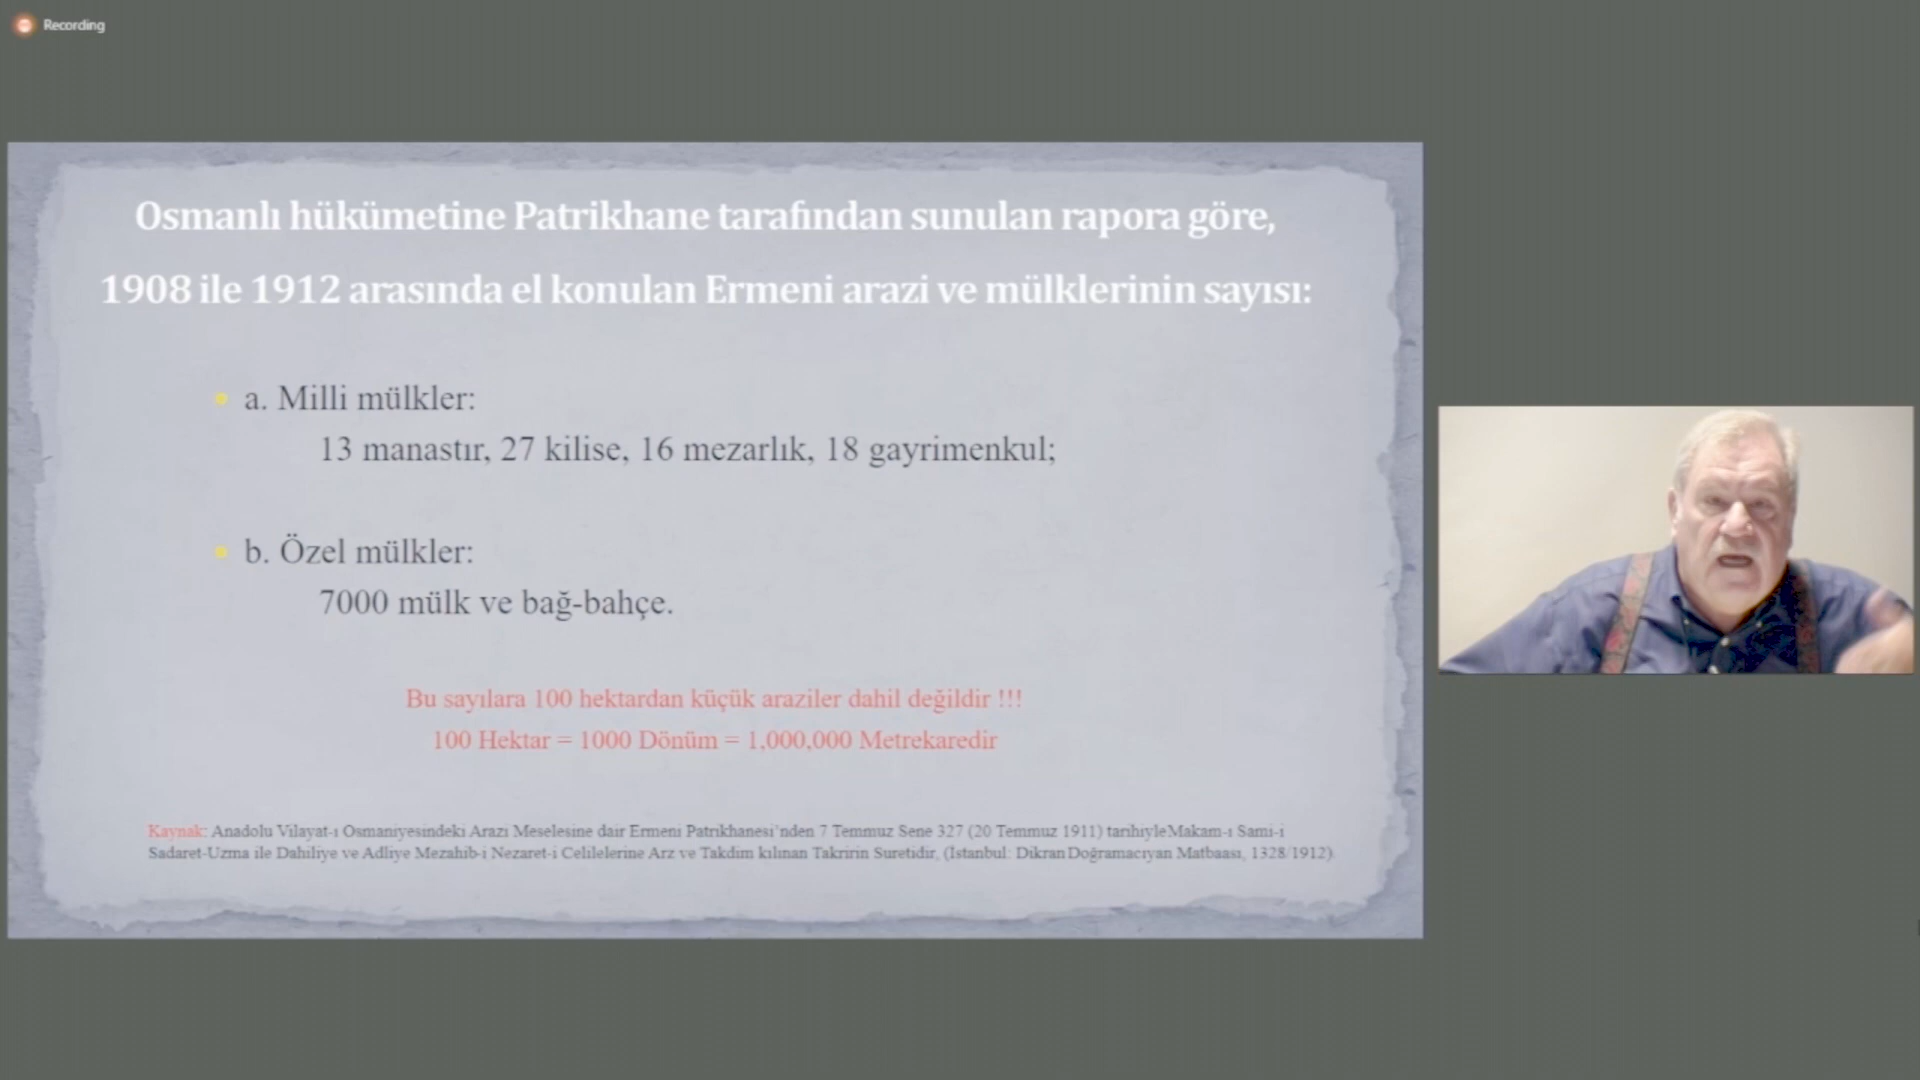 Recording
Osmanlı hükümetine Patrikhane tarafından sunulan rapora göre,
1908 ile 1912 arasında el konulan Ermeni arazi ve mülklerinin sayısı:
a. Milli mülkler:
13 manastır, 27 kilise, 16 mezarlık, 18 gayrimenkul;
b. Özel mülkler:
7000 mülk ve bağ-bahçe.
Bu sayılara 100 hektardan küçük araziler dahil değildir !!!
100 Hektar = 1000 Dönüm = 1,000,000 Metrekaredir
Kaynak: Anadolu Vilayat-ı Osmaniyesindeki Arazi Meselesine dair Ermeni Patrikhanesi'nden 7 Temmuz Sene 327 (20 Temmuz 1911) tarihiyle Makam-ı Sami-i
Sadaret-Uzma ile Dahiliye ve Adliye Mezahib-i Nezaret-i Celilelerine Arz ve Takdim kılınan Takririn Suretidir, (İstanbul: Dikran Doğramacıyan Matbaası, 1328/1912).